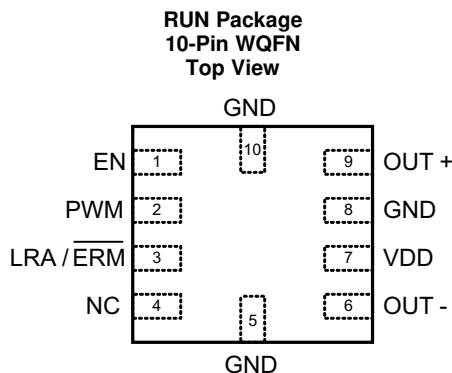 RUN Package
10-Pin WQFN
Top View
GND
10
EN 1 9 OUT +
PWM 2 8 GND
LRA / ERM 3 7 VDD
NC 4 6 OUT -
5
GND